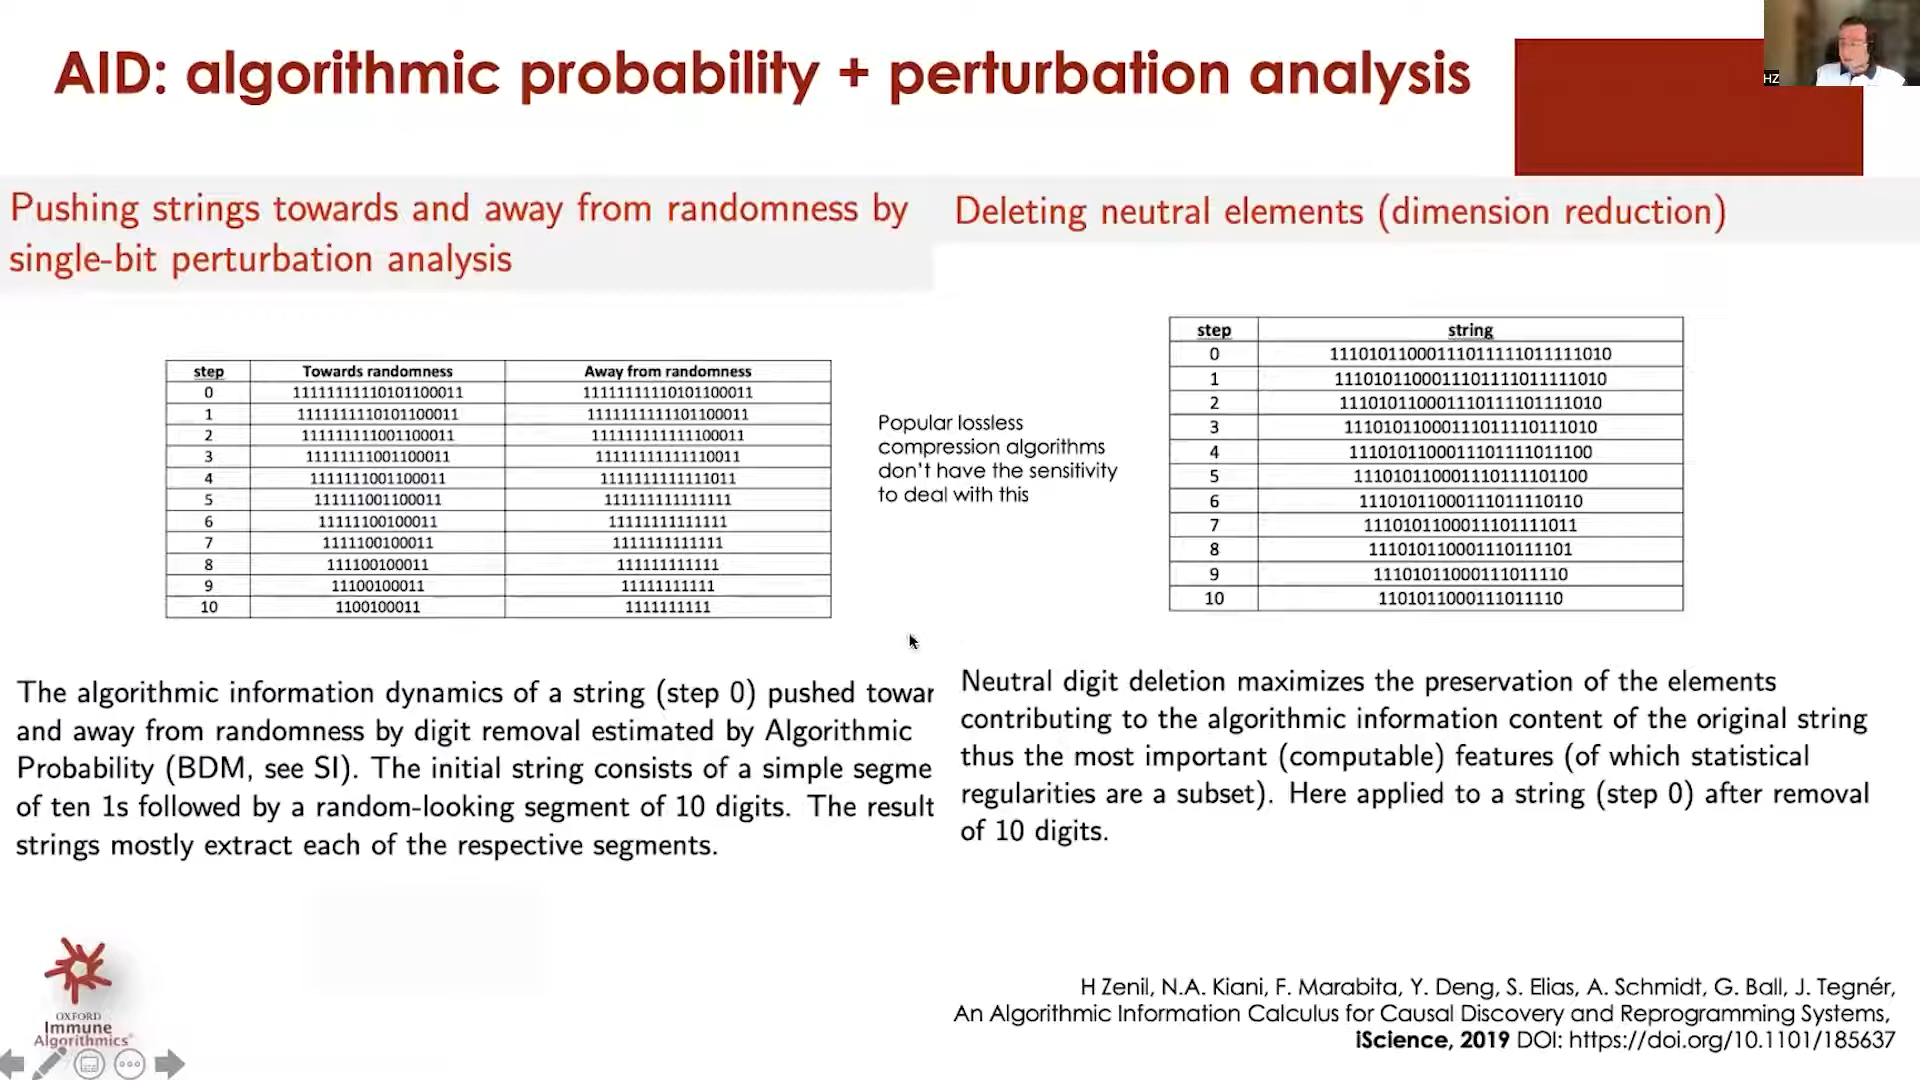 AID: algorithmic probability + perturbation analysis
HZ
Pushing strings towards and away from randomness by
single-bit perturbation analysis
step Towards randomness Away from randomness
0 11111111110101100011 11111111110101100011
1 1111111110101100011 1111111111101100011
2 111111111001100011 111111111111100011
3 11111111001100011 11111111111110011
4 1111111001100011 1111111111111011
5 111111001100011 111111111111111
6 11111100100011 11111111111111
7 1111100100011 1111111111111
8 111100100011 111111111111
9 11100100011 11111111111
10 1100100011 1111111111
The algorithmic information dynamics of a string (step 0) pushed towar
and away from randomness by digit removal estimated by Algorithmic
Probability (BDM, see SI). The initial string consists of a simple segme
of ten 1s followed by a random-looking segment of 10 digits. The result
strings mostly extract each of the respective segments.
Popular lossless
compression algorithms
don't have the sensitivity
to deal with this
Deleting neutral elements (dimension reduction)
step string
0 111010110001110111110111111010
1 11101011000111011110111111010
2 1110101100011101111101111010
3 111010110001110111110111010
4 11101011000111011111011100
5 1110101100011101111101100
6 111010110001110111110110
7 11101011000111011111011
8 1110101100011101111101
9 111010110001110111110
10 11010110001110111110
Neutral digit deletion maximizes the preservation of the elements
contributing to the algorithmic information content of the original string
thus the most important (computable) features (of which statistical
regularities are a subset). Here applied to a string (step 0) after removal
of 10 digits.
OXFORD
Immune
Algorithmics
H Zenil, N.A. Kiani, F. Marabita, Y. Deng, S. Elias, A. Schmidt, G. Ball, J. Tegnér,
An Algorithmic Information Calculus for Causal Discovery and Reprogramming Systems,
iScience, 2019 DOI: https://doi.org/10.1101/185637